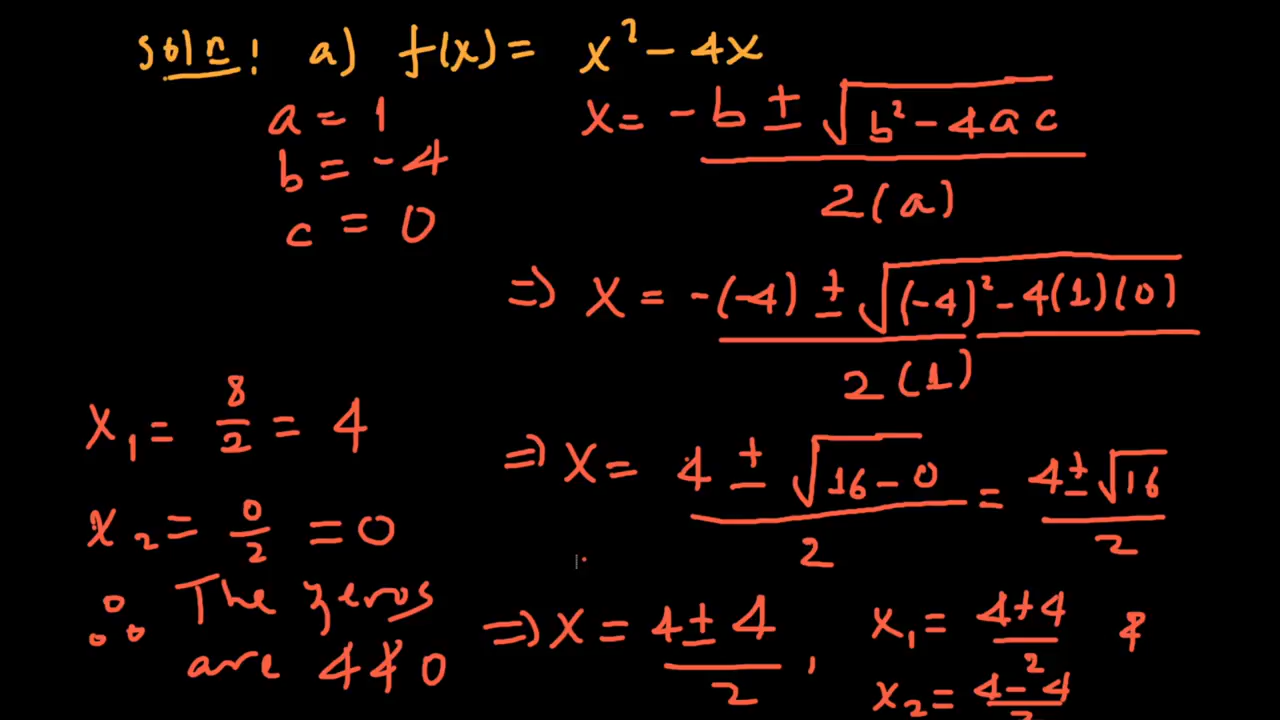 soln: a) f(x) = x² - 4x
a = 1
b = -4
c = 0
x = -b ± √(b² - 4ac) / 2(a)
⇒ x = -(-4) ± √((-4)² - 4(1)(0)) / 2(1)
⇒ x = 4 ± √(16 - 0) / 2 = 4 ± √16 / 2
⇒ x = 4 ± 4 / 2 , x₁ = 4+4 / 2 &
x₂ = 4-4 / 2
x₁ = 8/2 = 4
x₂ = 0/2 = 0
∴ The zeros
are 4 & 0